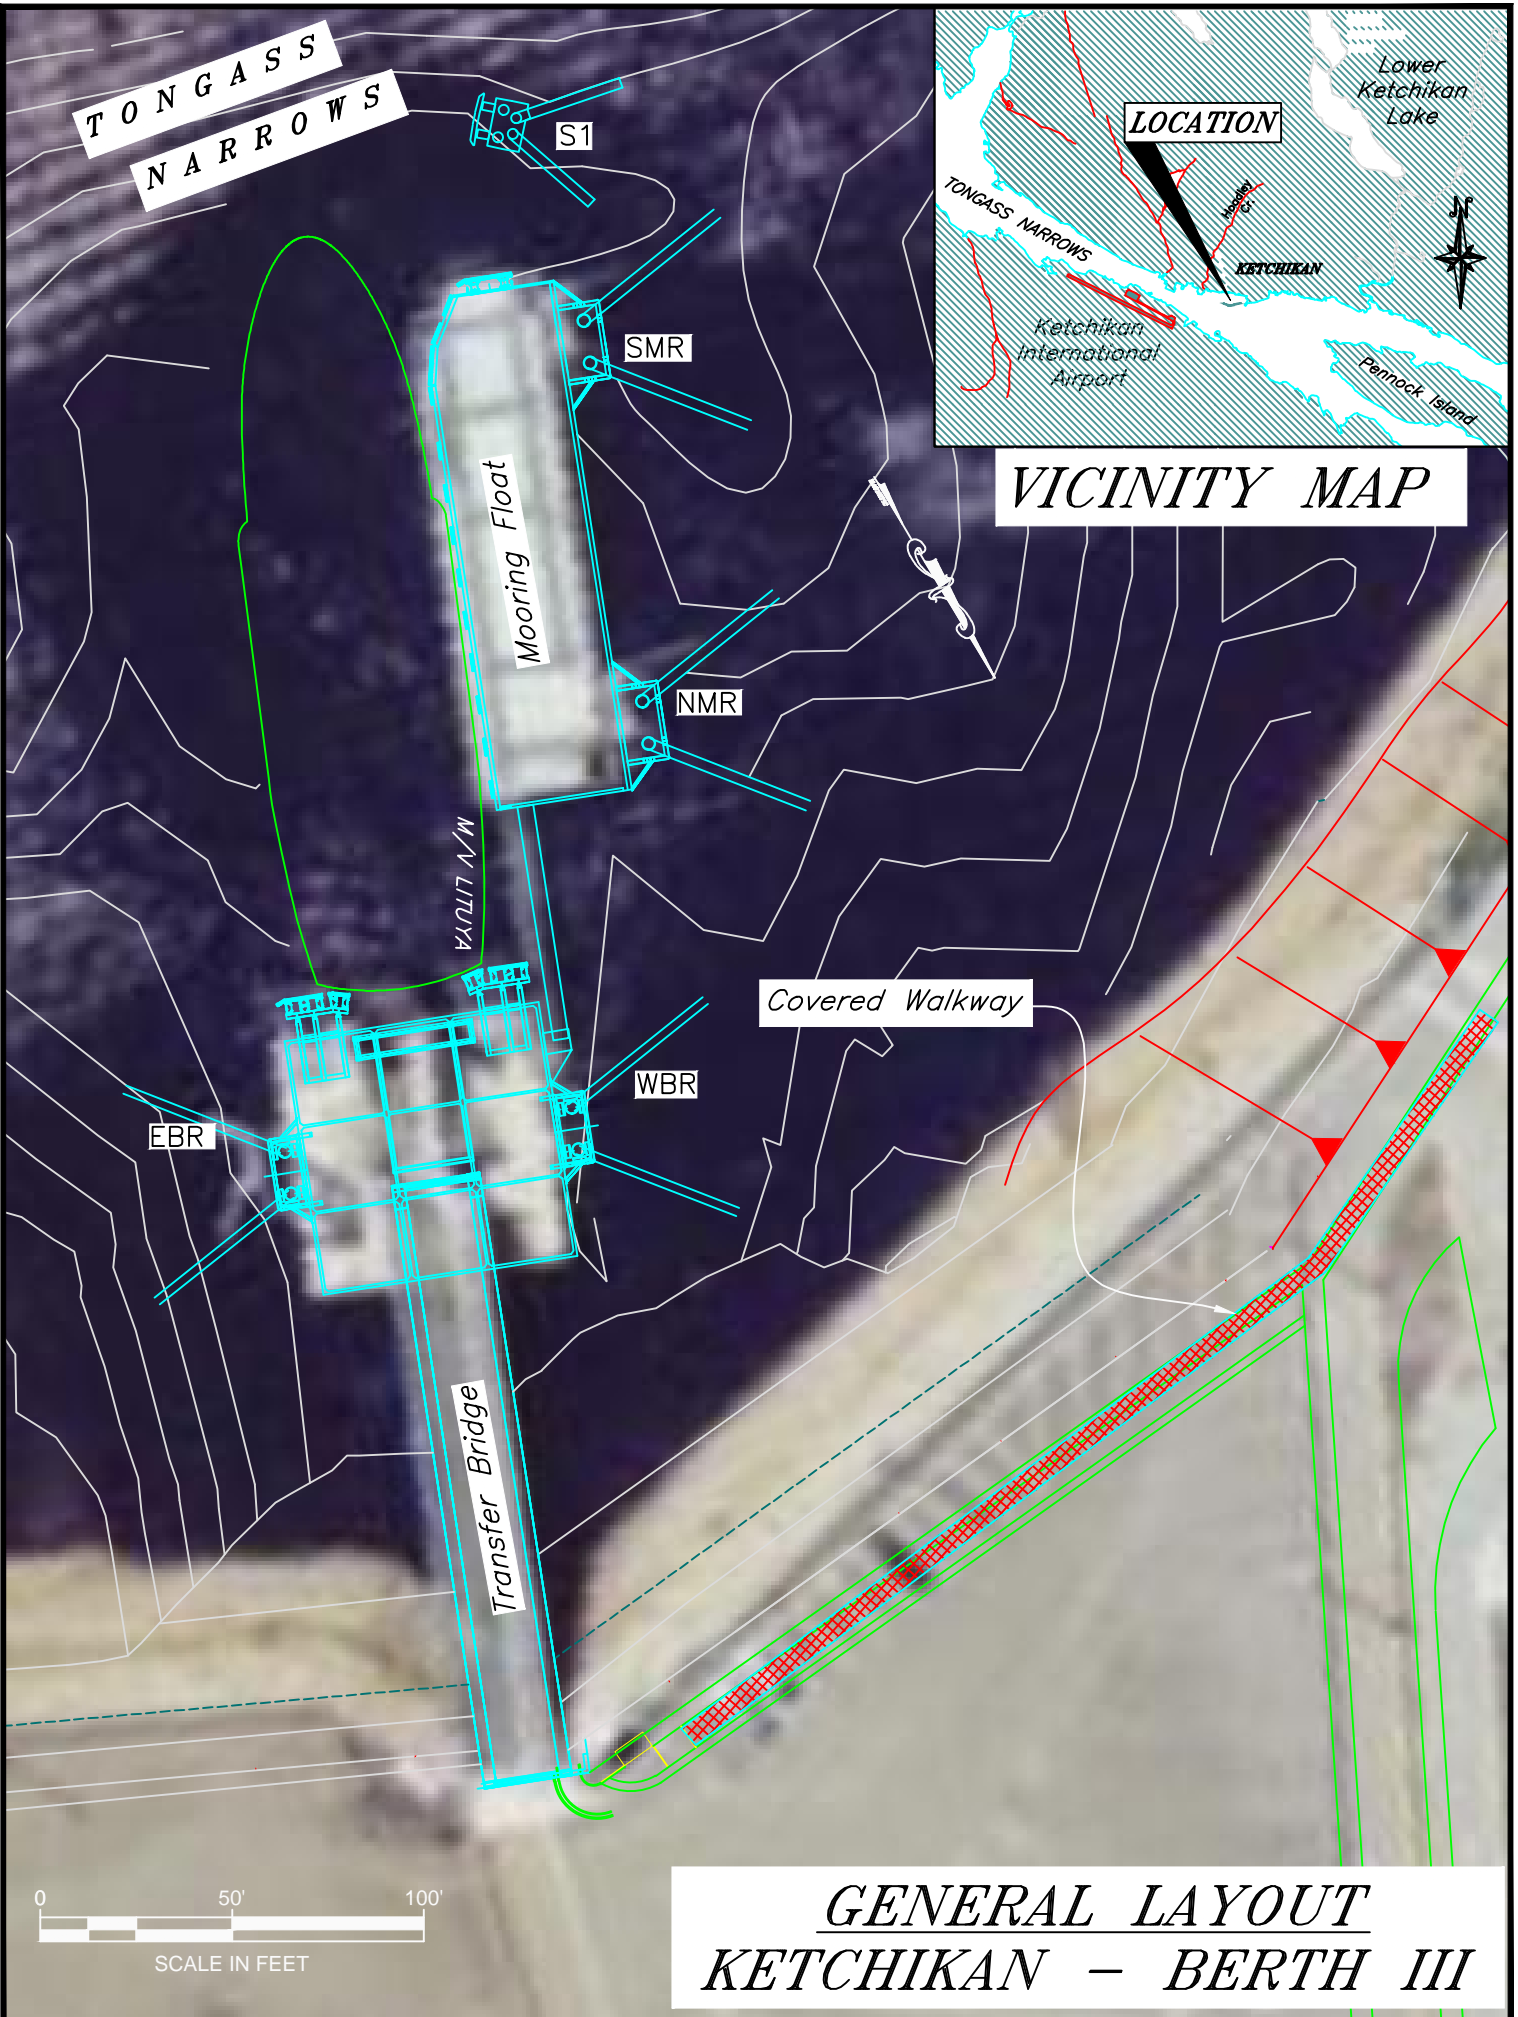 TONGASS
NARROWS
S1
SMR
Mooring Float
NMR
M/V LITUYA
Covered Walkway
WBR
EBR
Transfer Bridge
0 50' 100'
SCALE IN FEET
LOCATION
Lower
Ketchikan
Lake
TONGASS NARROWS
Hoadley
Cr.
N
KETCHIKAN
Ketchikan
International
Airport
Pennock Island
VICINITY MAP
GENERAL LAYOUT
KETCHIKAN – BERTH III